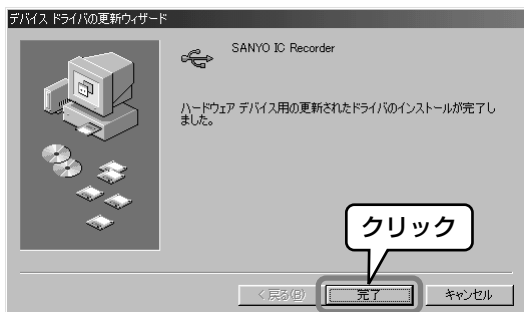 デバイス ドライバの更新ウィザード
SANYO IC Recorder
ハードウェア デバイス用の更新されたドライバのインストールが完了し
ました。
クリック
< 戻る(B)
完了
キャンセル